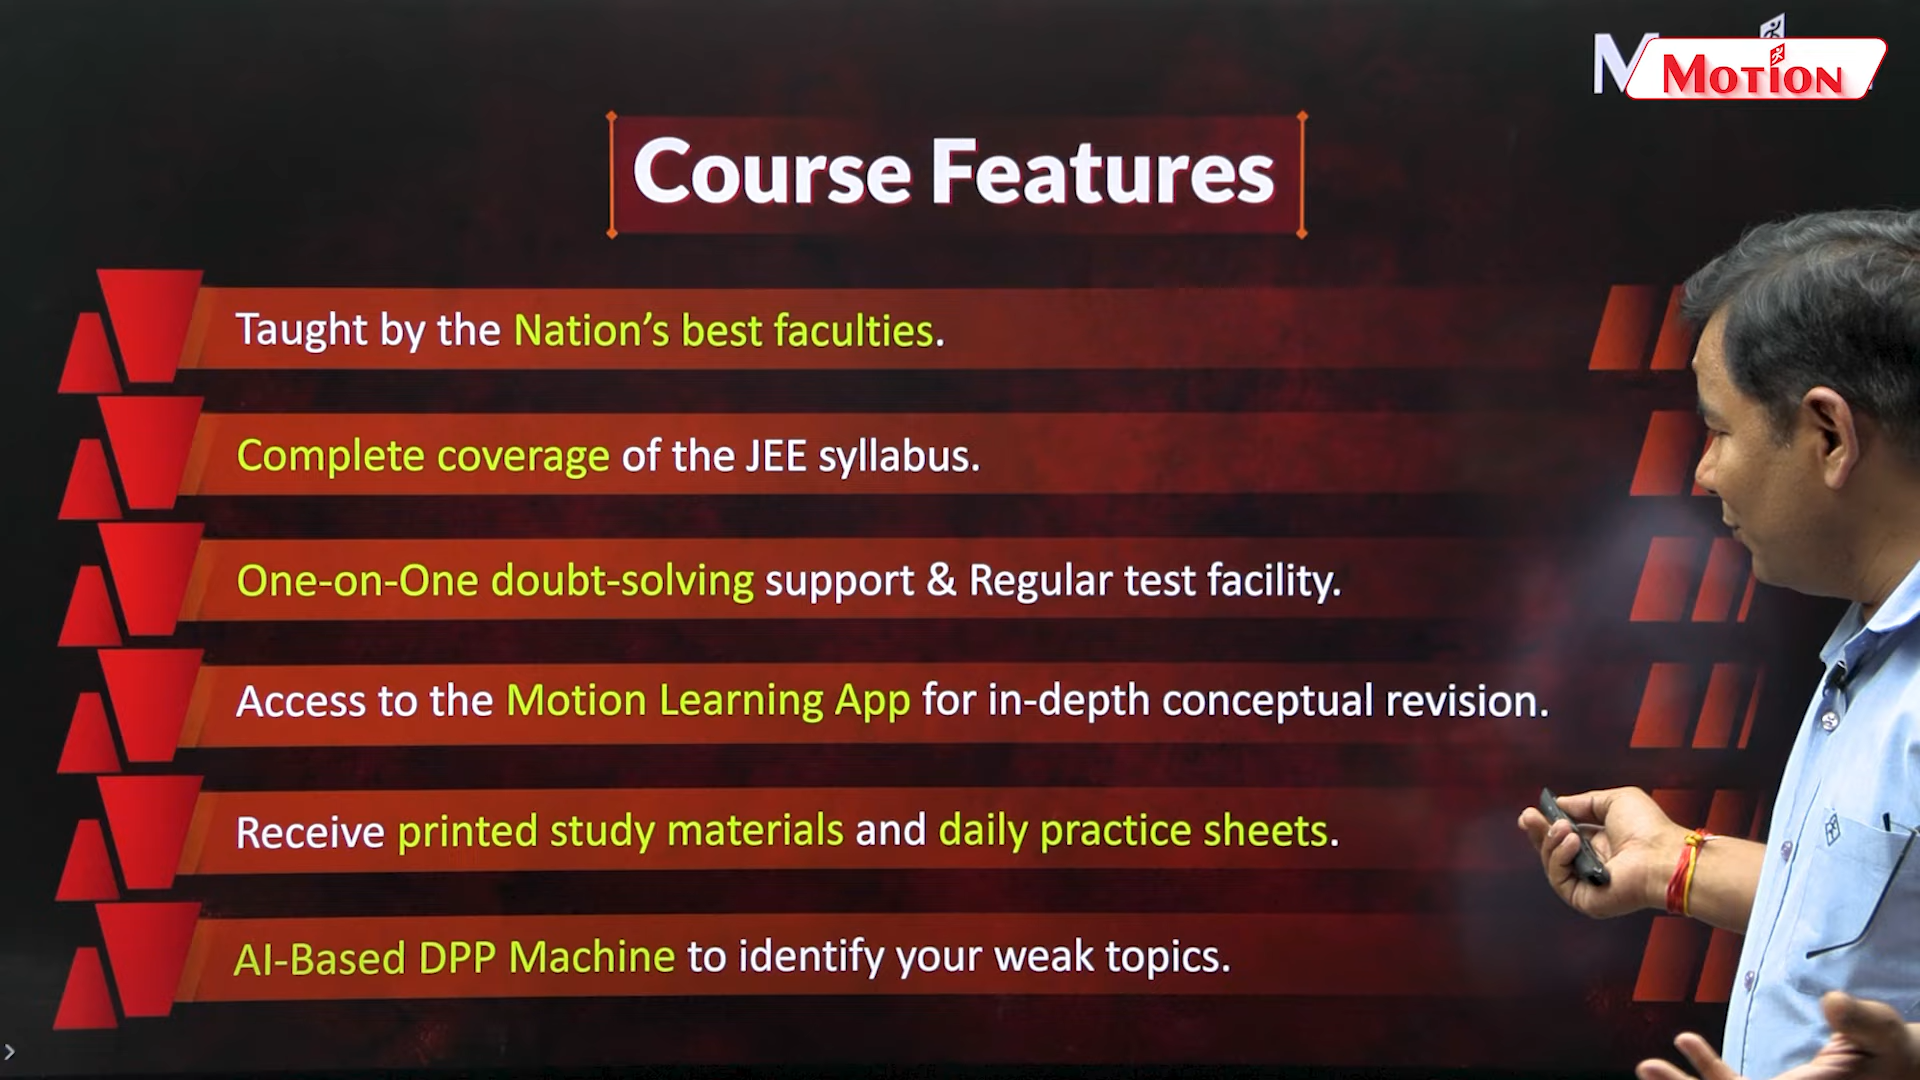 MOTION
Course Features
Taught by the Nation’s best faculties.
Complete coverage of the JEE syllabus.
One-on-One doubt-solving support & Regular test facility.
Access to the Motion Learning App for in-depth conceptual revision.
Receive printed study materials and daily practice sheets.
AI-Based DPP Machine to identify your weak topics.